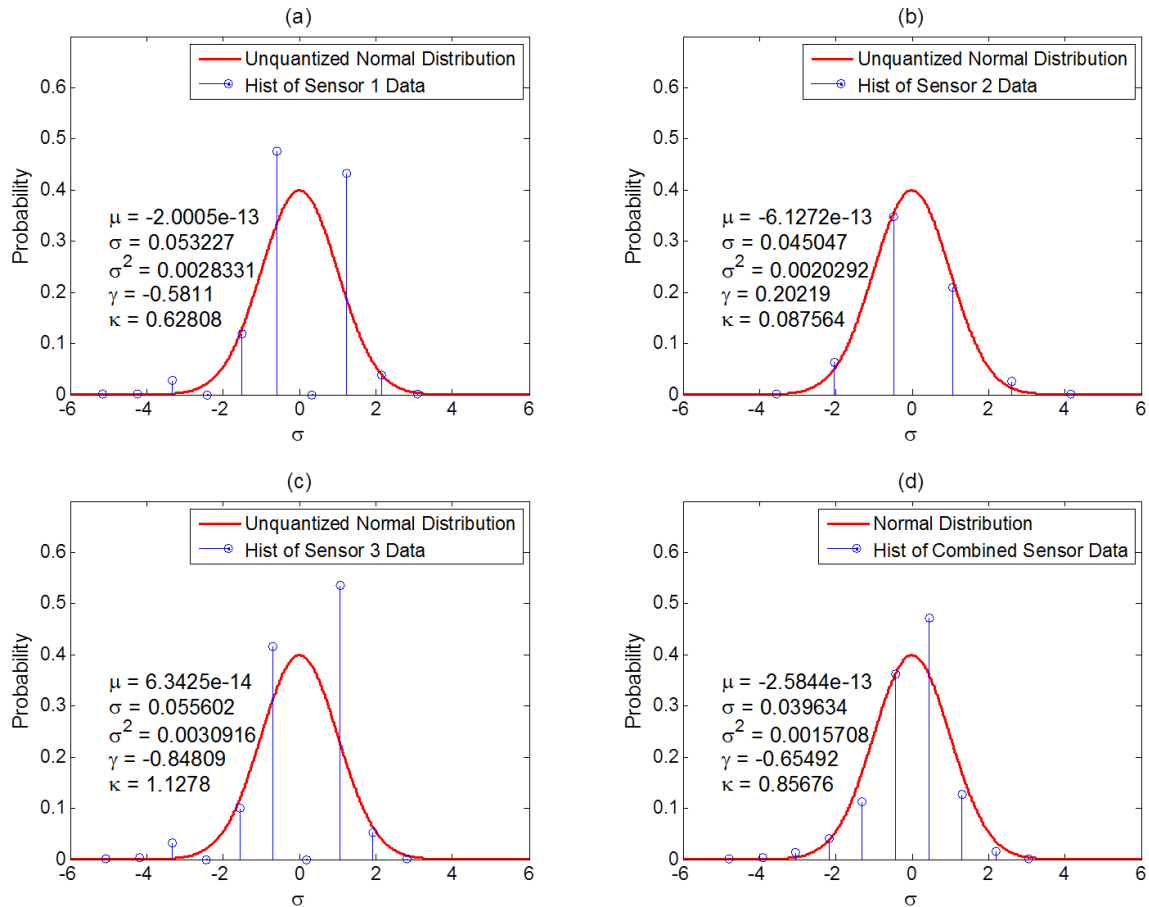 (a)
Unquantized Normal Distribution
Hist of Sensor 1 Data
Probability
0.6
0.5
0.4
0.3
0.2
0.1
0
μ = -2.0005e-13
σ = 0.053227
σ² = 0.0028331
γ = -0.5811
κ = 0.62808
-6 -4 -2 0 2 4 6
σ
(b)
Unquantized Normal Distribution
Hist of Sensor 2 Data
Probability
0.6
0.5
0.4
0.3
0.2
0.1
0
μ = -6.1272e-13
σ = 0.045047
σ² = 0.0020292
γ = 0.20219
κ = 0.087564
-6 -4 -2 0 2 4 6
σ
(c)
Unquantized Normal Distribution
Hist of Sensor 3 Data
Probability
0.6
0.5
0.4
0.3
0.2
0.1
0
μ = 6.3425e-14
σ = 0.055602
σ² = 0.0030916
γ = -0.84809
κ = 1.1278
-6 -4 -2 0 2 4 6
σ
(d)
Normal Distribution
Hist of Combined Sensor Data
Probability
0.6
0.5
0.4
0.3
0.2
0.1
0
μ = -2.5844e-13
σ = 0.039634
σ² = 0.0015708
γ = -0.65492
κ = 0.85676
-6 -4 -2 0 2 4 6
σ